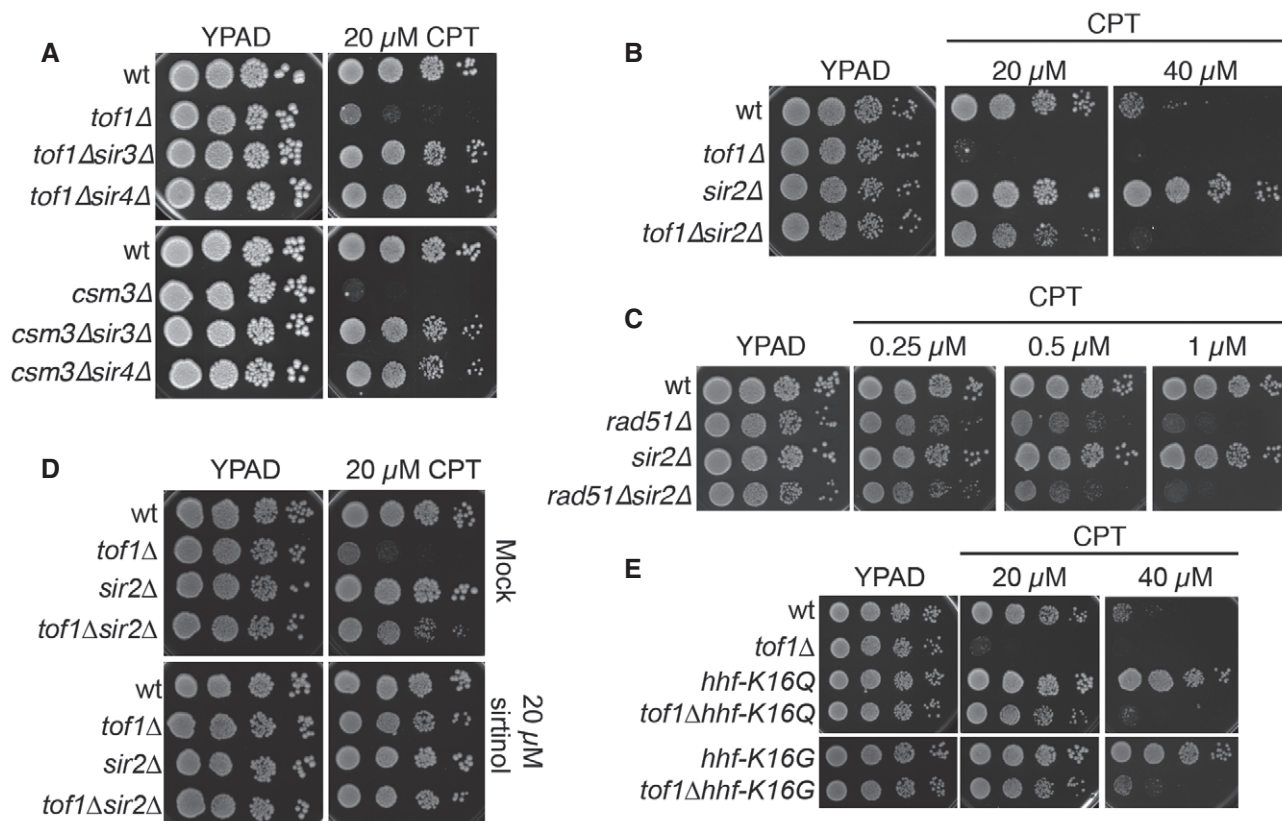 A
YPAD 20 µM CPT
wt
tof1Δ
tof1Δsir3Δ
tof1Δsir4Δ
wt
csm3Δ
csm3Δsir3Δ
csm3Δsir4Δ
B
CPT
YPAD 20 µM 40 µM
wt
tof1Δ
sir2Δ
tof1Δsir2Δ
C
CPT
YPAD 0.25 µM 0.5 µM 1 µM
wt
rad51Δ
sir2Δ
rad51Δsir2Δ
D
YPAD 20 µM CPT
wt
tof1Δ
sir2Δ
tof1Δsir2Δ
Mock
wt
tof1Δ
sir2Δ
tof1Δsir2Δ
20 µM
sirtinol
E
CPT
YPAD 20 µM 40 µM
wt
tof1Δ
hhf-K16Q
tof1Δhhf-K16Q
hhf-K16G
tof1Δhhf-K16G